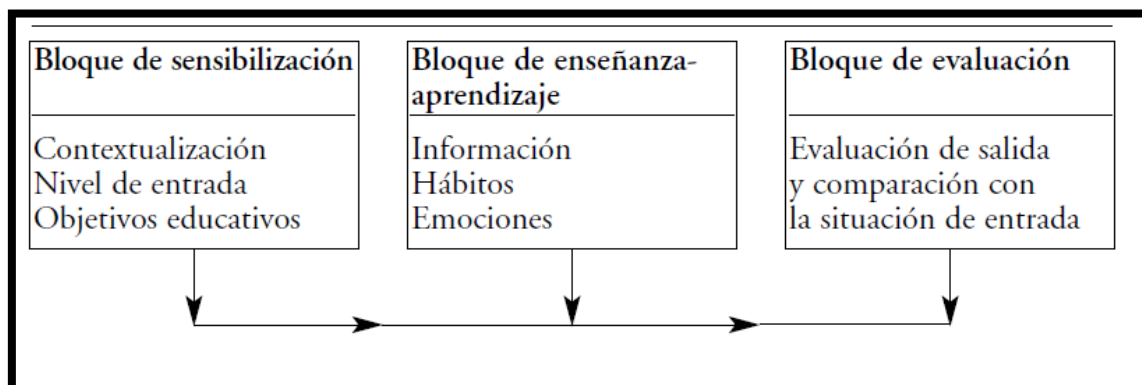 Bloque de sensibilización
Contextualización
Nivel de entrada
Objetivos educativos
Bloque de enseñanza-
aprendizaje
Información
Hábitos
Emociones
Bloque de evaluación
Evaluación de salida
y comparación con
la situación de entrada